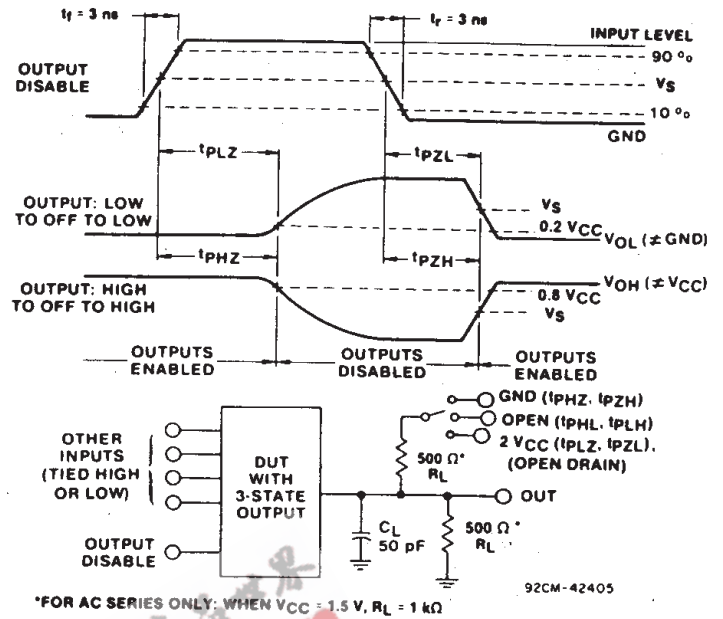 tf = 3 ns
tr = 3 ns
INPUT LEVEL
90 %
OUTPUT
DISABLE
VS
10 %
GND
tPLZ
tPZL
OUTPUT: LOW
TO OFF TO LOW
VS
0.2 VCC
VOL (≠ GND)
tPHZ
tPZH
OUTPUT: HIGH
TO OFF TO HIGH
VOH (≠ VCC)
0.8 VCC
VS
OUTPUTS
ENABLED
OUTPUTS
DISABLED
OUTPUTS
ENABLED
GND (tPHZ, tPZH)
OPEN (tPHL, tPLH)
2 VCC (tPLZ, tPZL),
(OPEN DRAIN)
OTHER
INPUTS
(TIED HIGH
OR LOW)
DUT
WITH
3-STATE
OUTPUT
500 Ω*
RL
OUT
OUTPUT
DISABLE
CL
50 pF
500 Ω*
RL
92CM-42405
*FOR AC SERIES ONLY: WHEN VCC = 1.5 V, RL = 1 kΩ